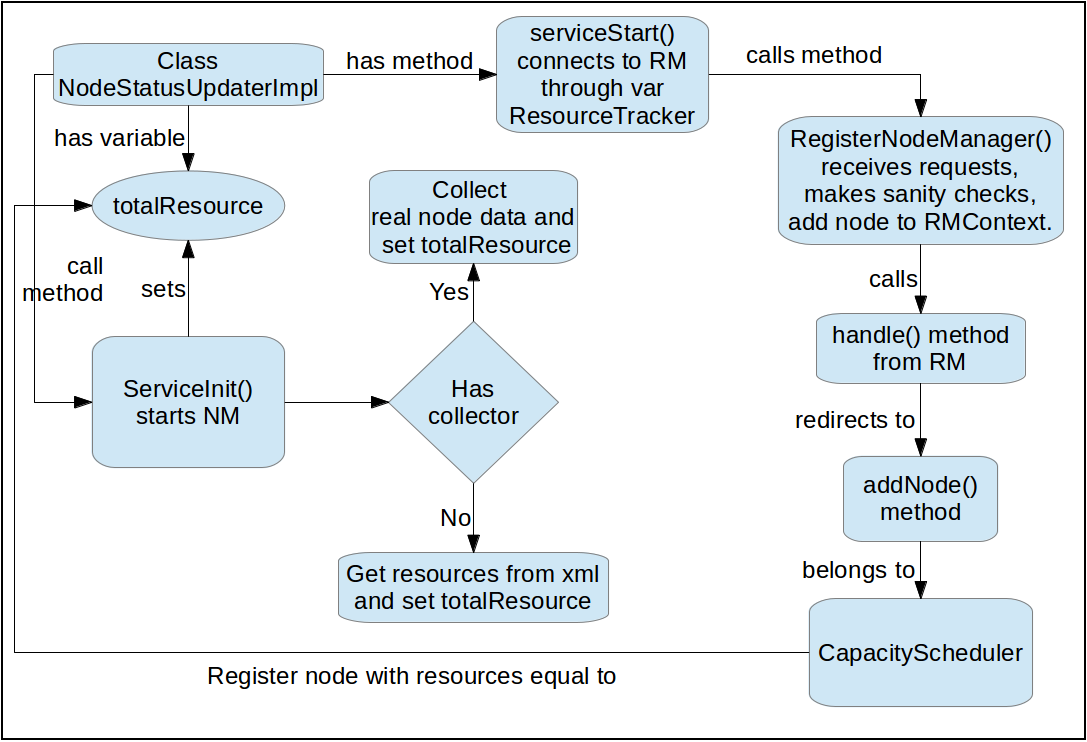 Class
NodeStatusUpdaterImpl
has method
serviceStart()
connects to RM
through var
ResourceTracker
calls method
has variable
RegisterNodeManager()
receives requests,
makes sanity checks,
add node to RMContext.
totalResource
Collect
real node data and
set totalResource
call
method
sets
Yes
calls
handle() method
from RM
ServiceInit()
starts NM
Has
collector
redirects to
addNode()
method
No
belongs to
Get resources from xml
and set totalResource
CapacityScheduler
Register node with resources equal to